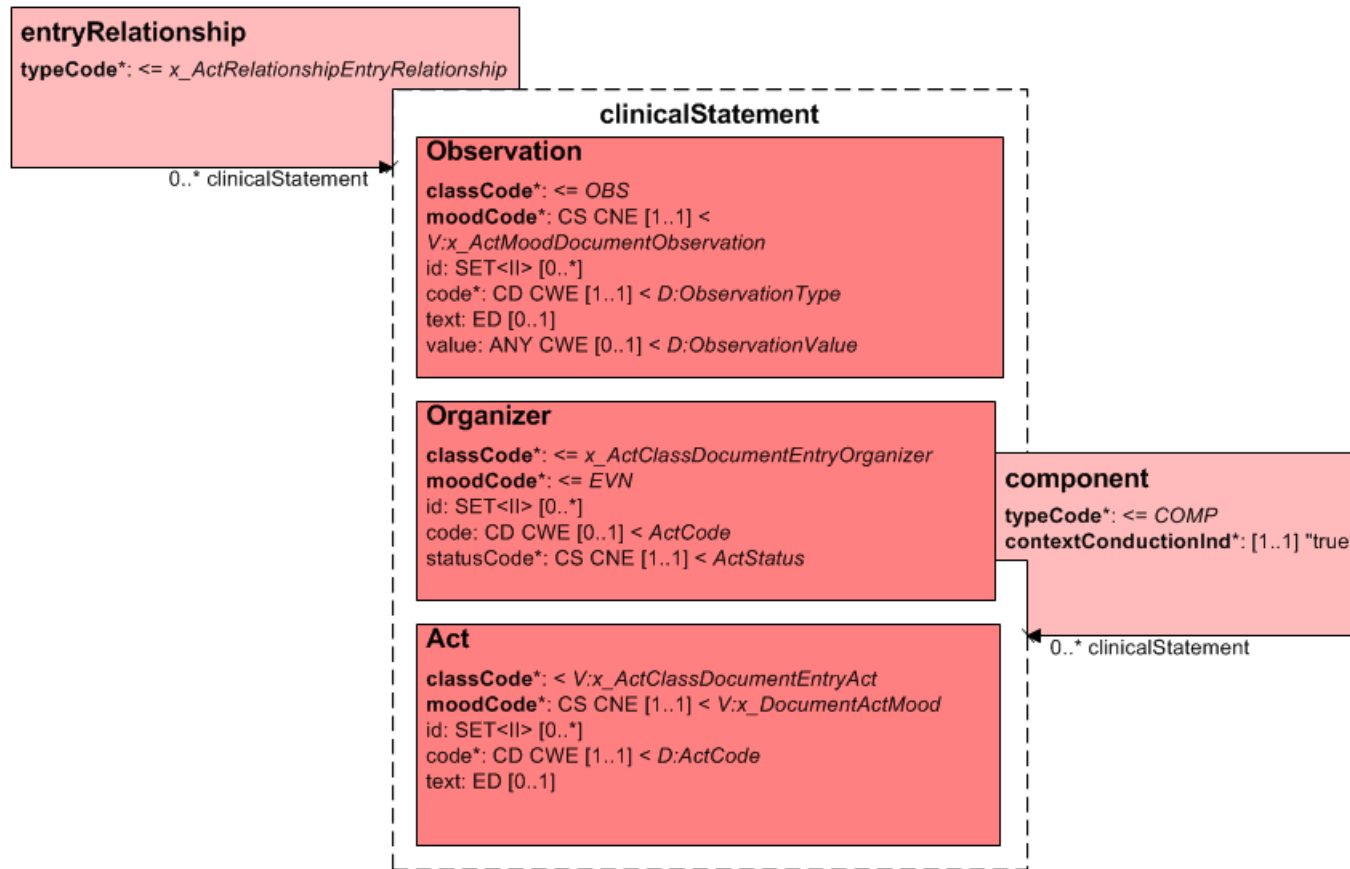 entryRelationship
typeCode*: <= x_ActRelationshipEntryRelationship
0..* clinicalStatement
clinicalStatement
Observation
classCode*: <= OBS
moodCode*: CS CNE [1..1] <
V:x_ActMoodDocumentObservation
id: SET<II> [0..*]
code*: CD CWE [1..1] < D:ObservationType
text: ED [0..1]
value: ANY CWE [0..1] < D:ObservationValue
Organizer
classCode*: <= x_ActClassDocumentEntryOrganizer
moodCode*: <= EVN
id: SET<II> [0..*]
code: CD CWE [0..1] < ActCode
statusCode*: CS CNE [1..1] < ActStatus
component
typeCode*: <= COMP
contextConductionInd*: [1..1] "true
0..* clinicalStatement
Act
classCode*: < V:x_ActClassDocumentEntryAct
moodCode*: CS CNE [1..1] < V:x_DocumentActMood
id: SET<II> [0..*]
code*: CD CWE [1..1] < D:ActCode
text: ED [0..1]